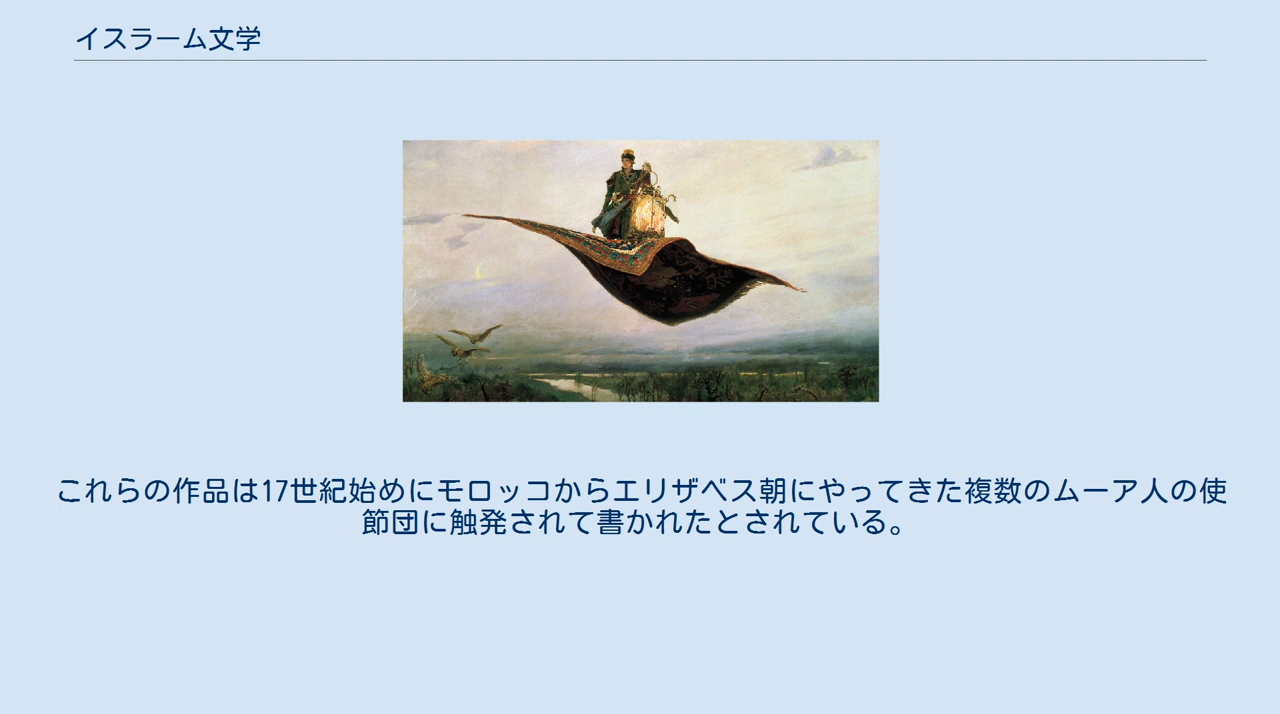 イスラーム文学
これらの作品は17世紀始めにモロッコからエリザベス朝にやってきた複数のムーア人の使
節団に触発されて書かれたとされている。